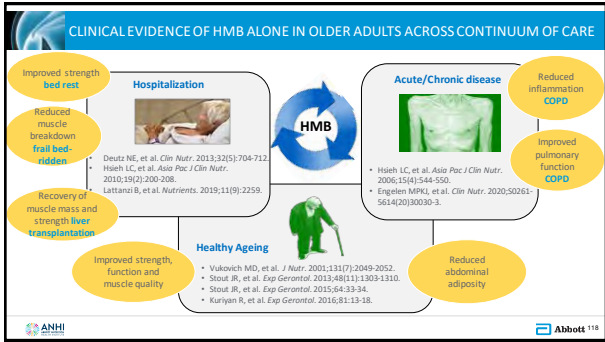 CLINICAL EVIDENCE OF HMB ALONE IN OLDER ADULTS ACROSS CONTINUUM OF CARE
Improved strength
bed rest
Reduced
muscle
breakdown
frail bed-
ridden
Recovery of
muscle mass and
strength liver
transplantation
Hospitalization
• Deutz NE, et al. Clin Nutr. 2013;32(5):704-712.
• Hsieh LC, et al. Asia Pac J Clin Nutr.
2010;19(2):200-208.
• Lattanzi B, et al. Nutrients. 2019;11(9):2259.
HMB
Acute/Chronic disease
• Hsieh LC, et al. Asia Pac J Clin Nutr.
2006;15(4):544-550.
• Engelen MPKJ, et al. Clin Nutr. 2020;S0261-
5614(20)30030-3.
Reduced
inflammation
COPD
Improved
pulmonary
function
COPD
Healthy Ageing
• Vukovich MD, et al. J Nutr. 2001;131(7):2049-2052.
• Stout JR, et al. Exp Gerontol. 2013;48(11):1303-1310.
• Stout JR, et al. Exp Gerontol. 2015;64:33-34.
• Kuriyan R, et al. Exp Gerontol. 2016;81:13-18.
Improved strength,
function and
muscle quality
Reduced
abdominal
adiposity
ANHI
Abbott 118